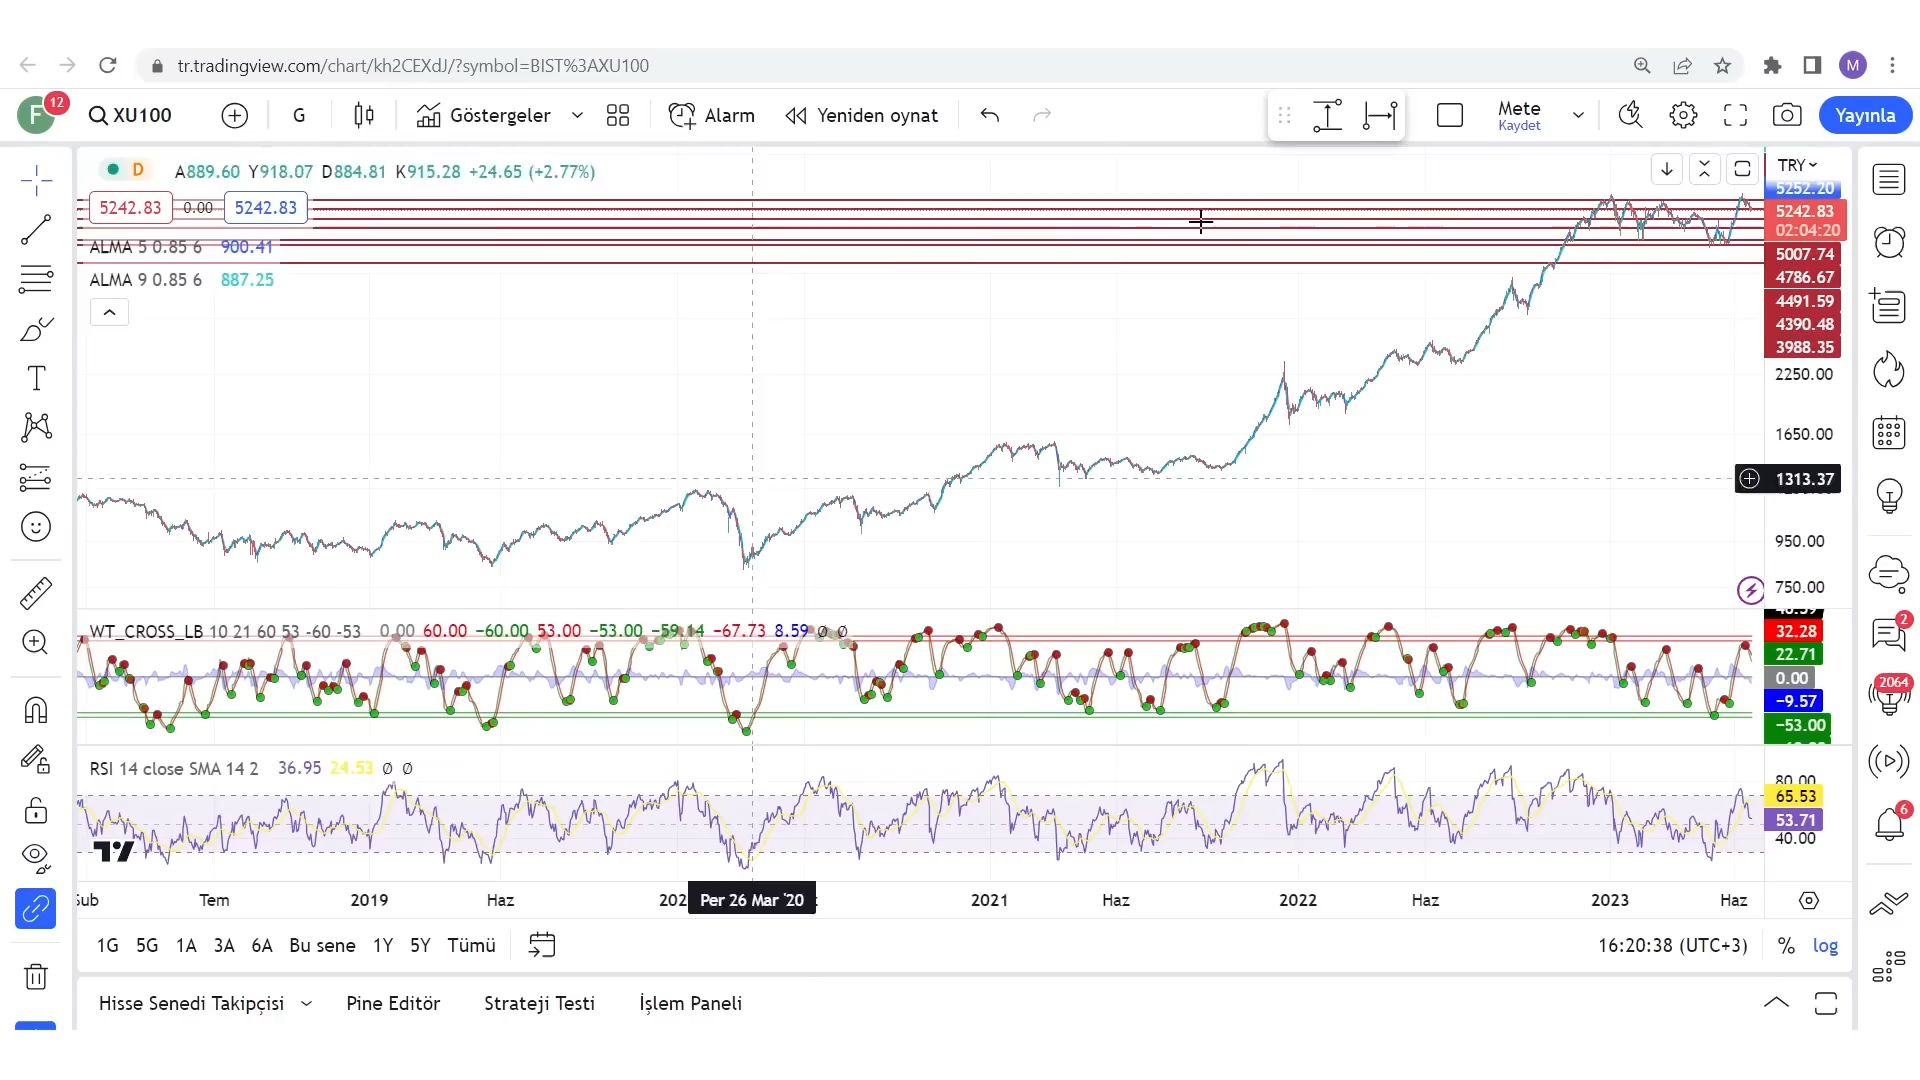 tr.tradingview.com/chart/kh2CEXdJ/?symbol=BIST%3AXU100
M
F
12
XU100
G
Göstergeler
Alarm
Yeniden oynat
Mete
Kaydet
Yayınla
D A889.60 Y918.07 D884.81 K915.28 +24.65 (+2.77%)
TRY
5242.83 0.00 5242.83
ALMA 5 0.85 6 900.41
ALMA 9 0.85 6 887.25
5252.20
5242.83
02:04:20
5007.74
4786.67
4491.59
4390.48
3988.35
2250.00
1650.00
1313.37
950.00
750.00
WT_CROSS_LB 10 21 60 53 -60 -53 0.00 60.00 −60.00 53.00 −53.00 −59.14 −67.73 8.59 Ø Ø
32.28
22.71
0.00
−9.57
−53.00
RSI 14 close SMA 14 2 36.95 24.53 Ø Ø
80.00
65.53
53.71
40.00
2
2064
6
Şub Tem 2019 Haz 202 Per 26 Mar '20 2021 Haz 2022 Haz 2023 Haz
1G 5G 1A 3A 6A Bu sene 1Y 5Y Tümü
16:20:38 (UTC+3) % log
Hisse Senedi Takipçisi Pine Editör Strateji Testi İşlem Paneli